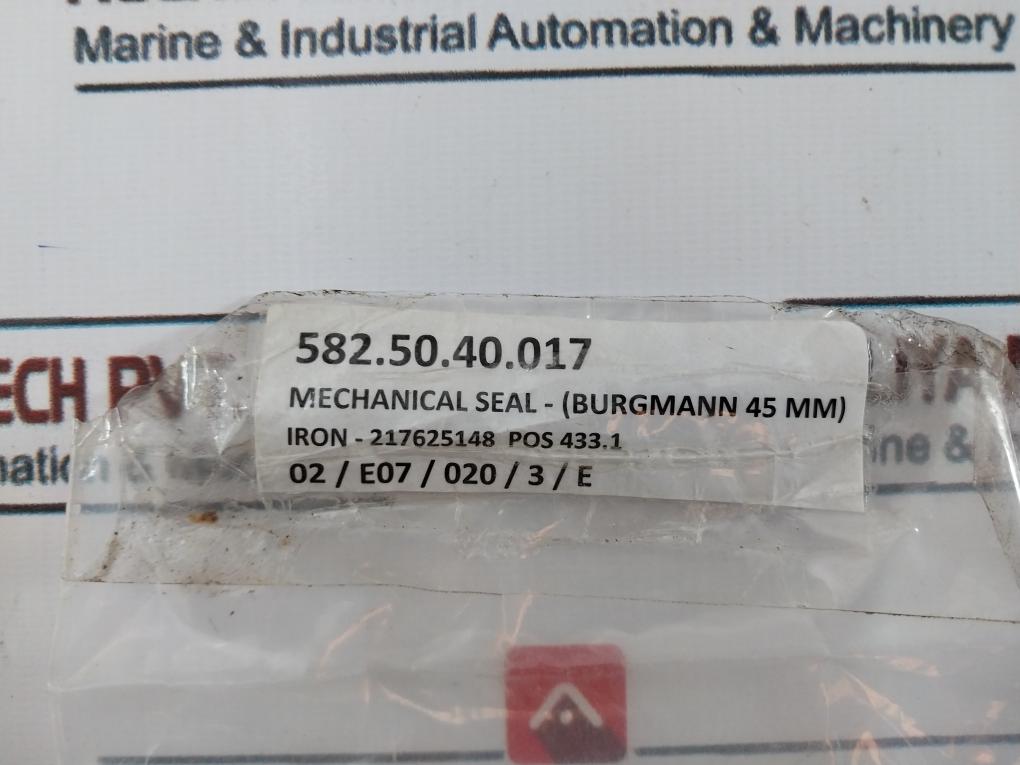 Marine & Industrial Automation & Machinery
582.50.40.017
MECHANICAL SEAL - (BURGMANN 45 MM)
IRON - 217625148 POS 433.1
02 / E07 / 020 / 3 / E
ECH
&